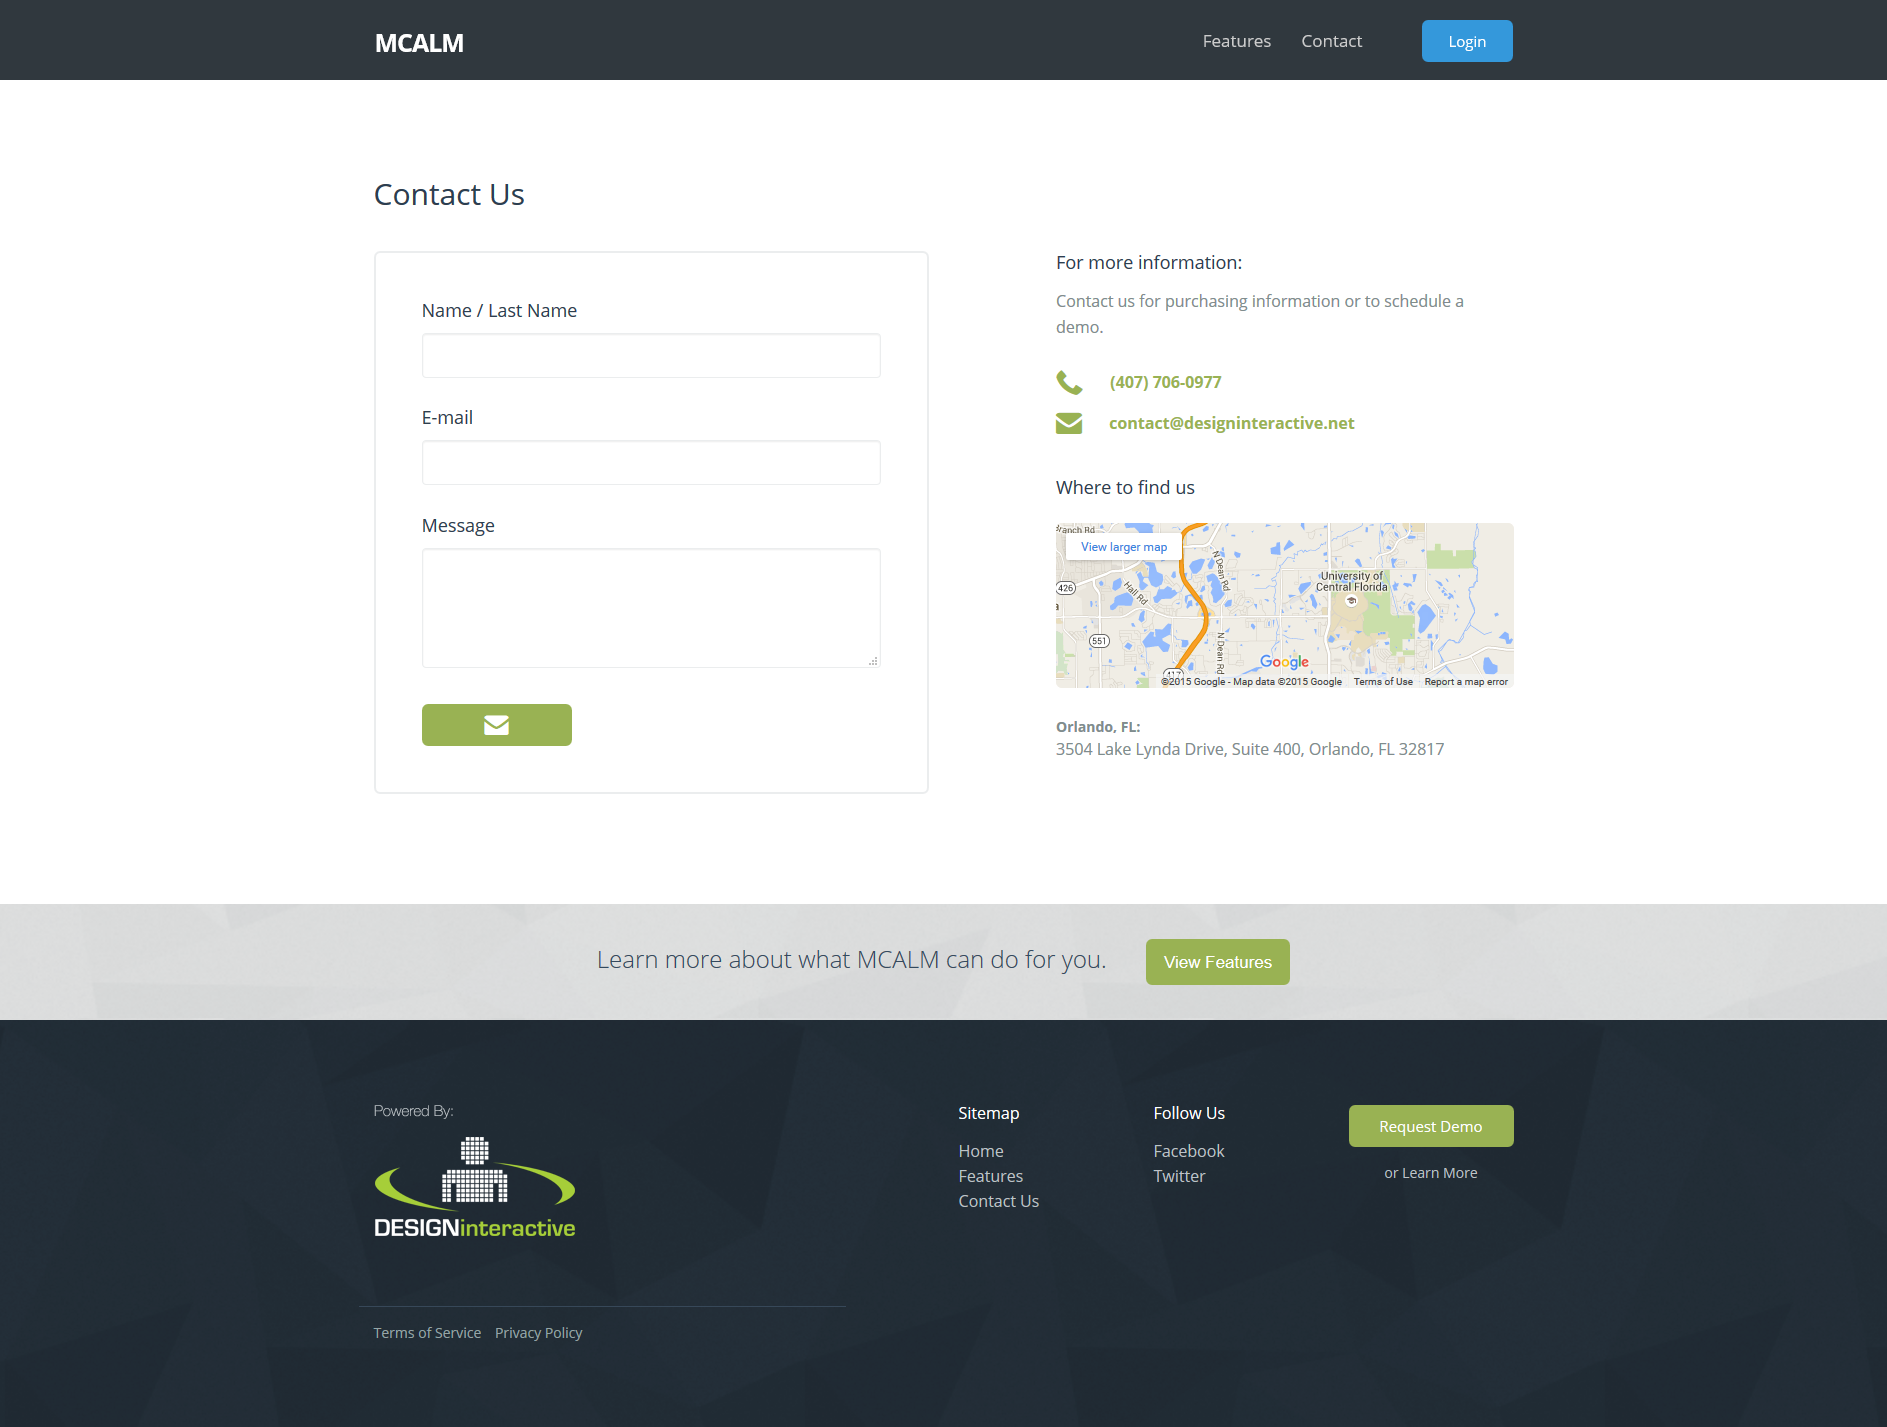 MCALM
Features
Contact
Login
Contact Us
Name / Last Name
E-mail
Message
For more information:
Contact us for purchasing information or to schedule a
demo.
(407) 706-0977
contact@designinteractive.net
Where to find us
View larger map
N Dean Rd
Hall Rd
426
551
University of
Central Florida
N Dean Rd
417
Google
©2015 Google - Map data ©2015 Google
Terms of Use
Report a map error
Orlando, FL:
3504 Lake Lynda Drive, Suite 400, Orlando, FL 32817
Learn more about what MCALM can do for you.
View Features
Powered By:
DESIGNinteractive
Sitemap
Home
Features
Contact Us
Follow Us
Facebook
Twitter
Request Demo
or Learn More
Terms of Service
Privacy Policy